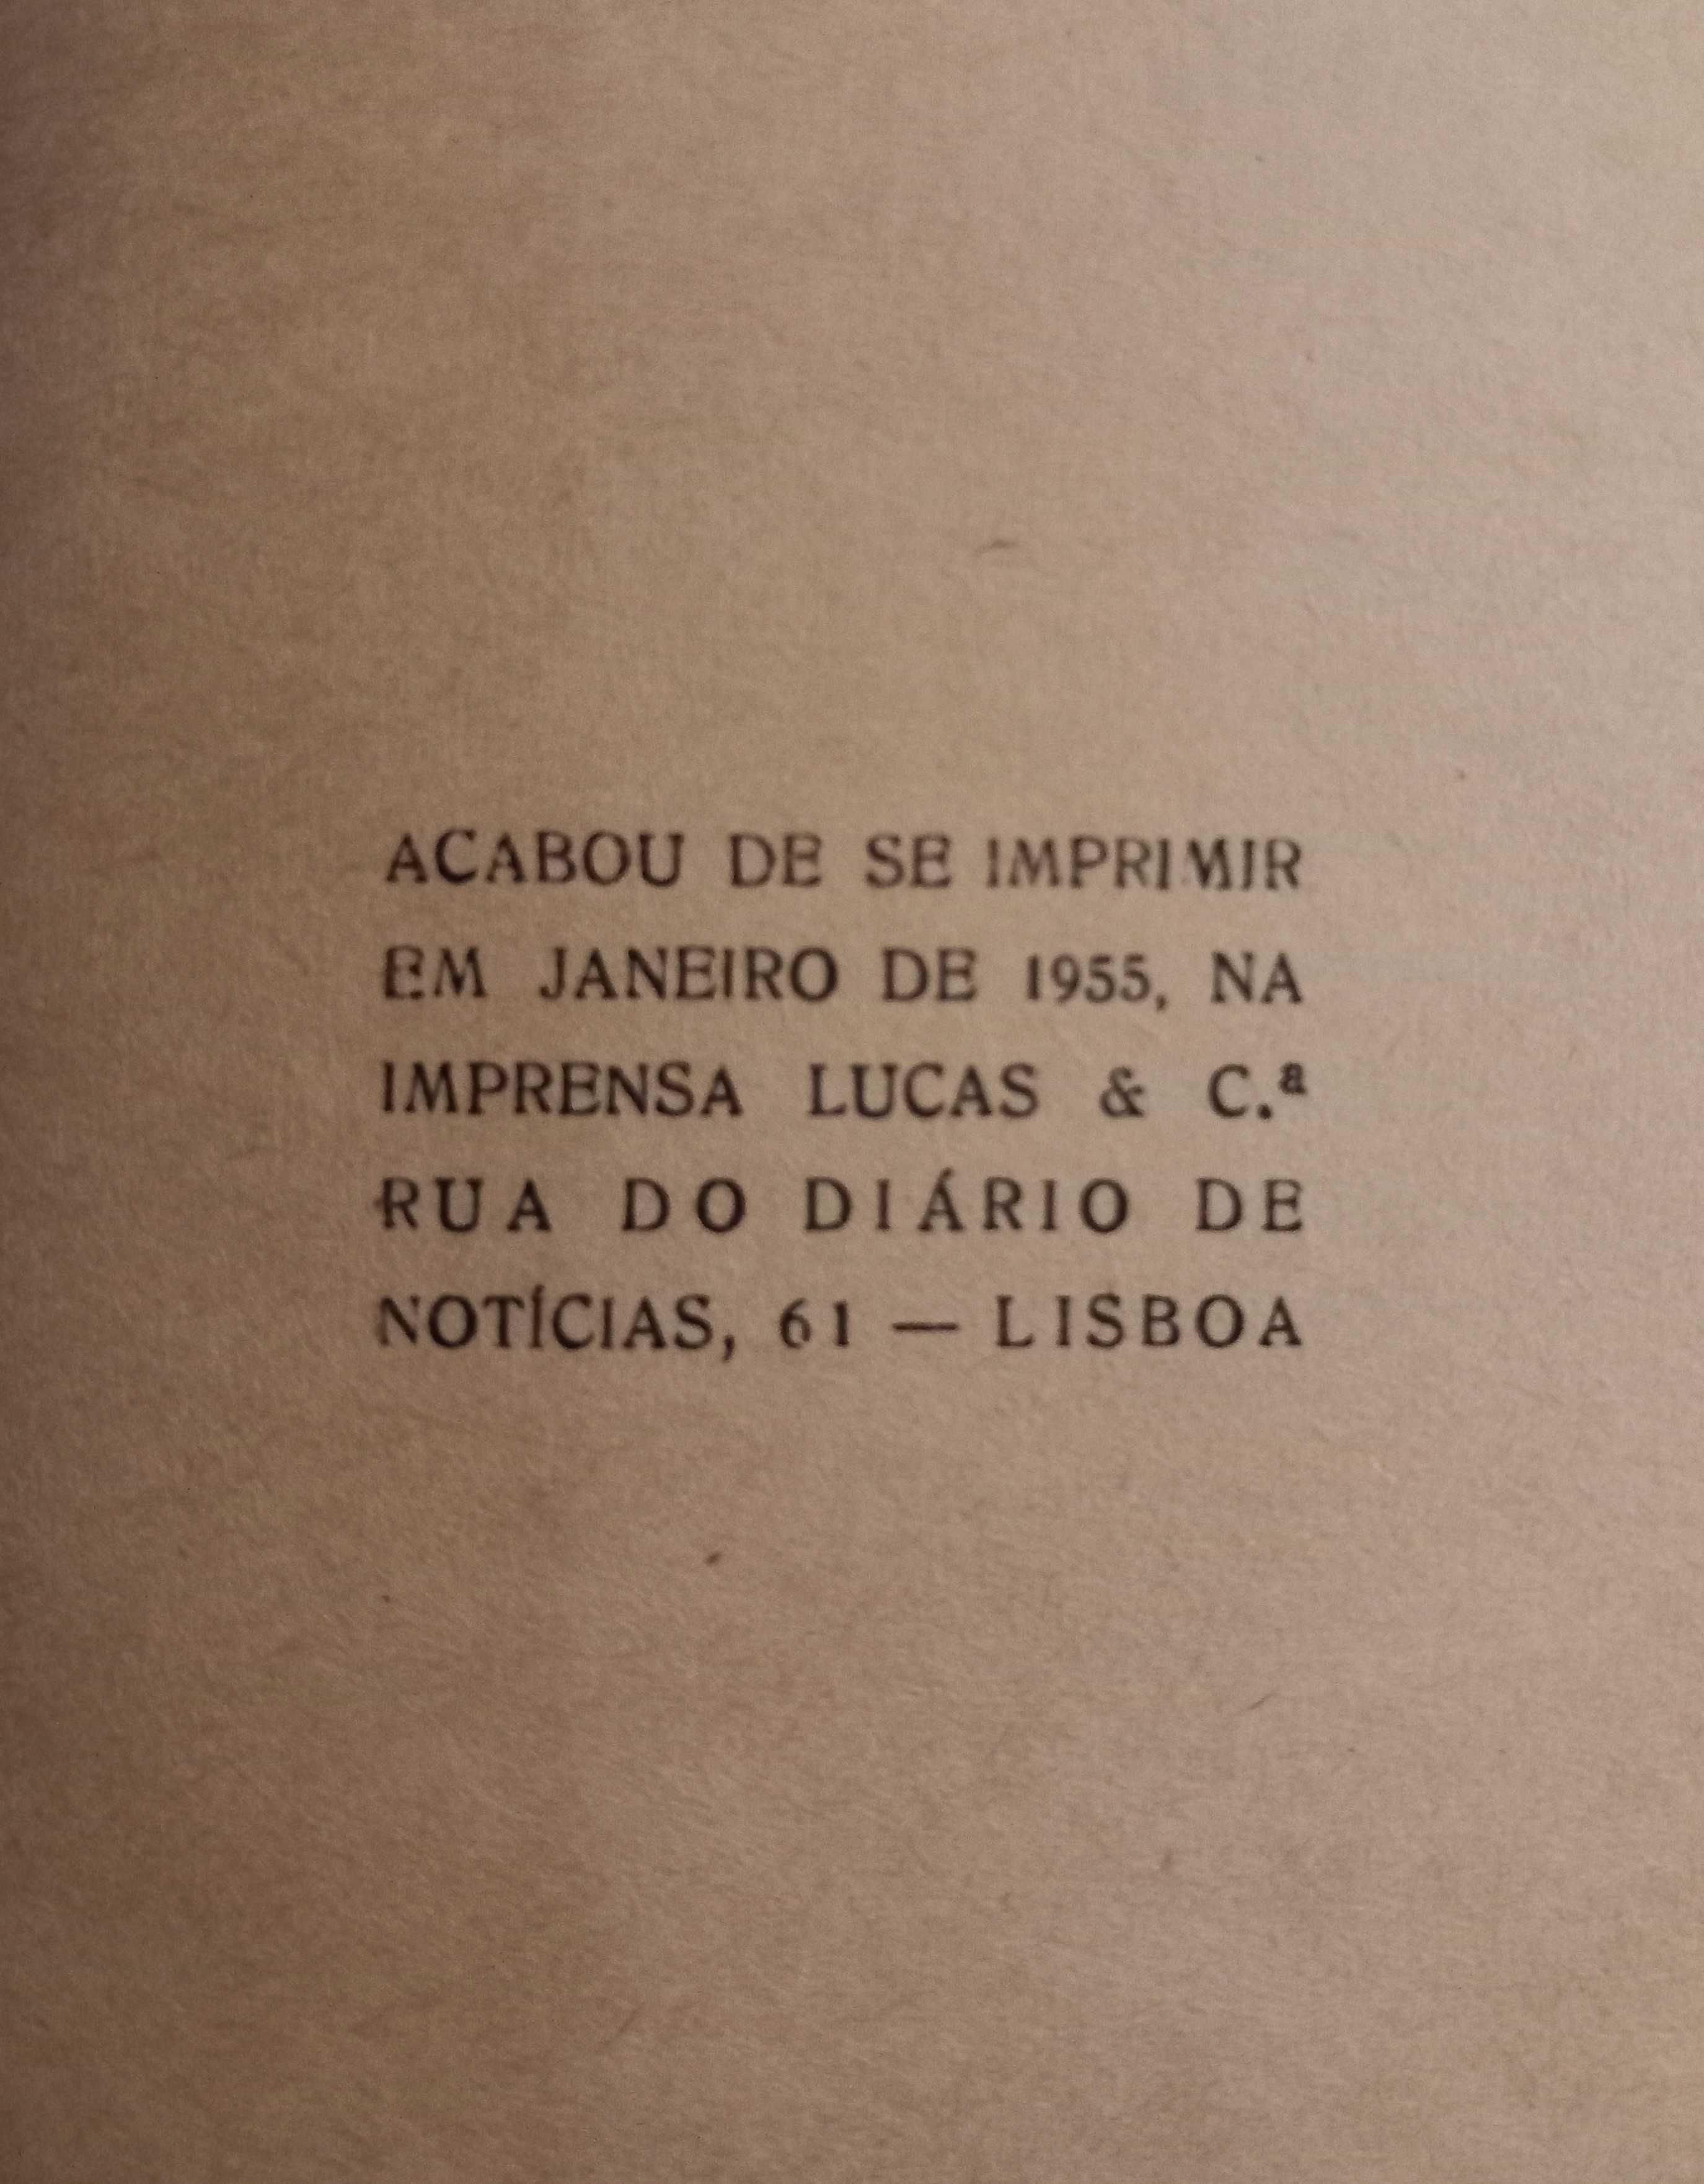 ACABOU DE SE IMPRIMIR
EM JANEIRO DE 1955, NA
IMPRENSA LUCAS & C.ª
RUA DO DIÁRIO DE
NOTÍCIAS, 61 — LISBOA